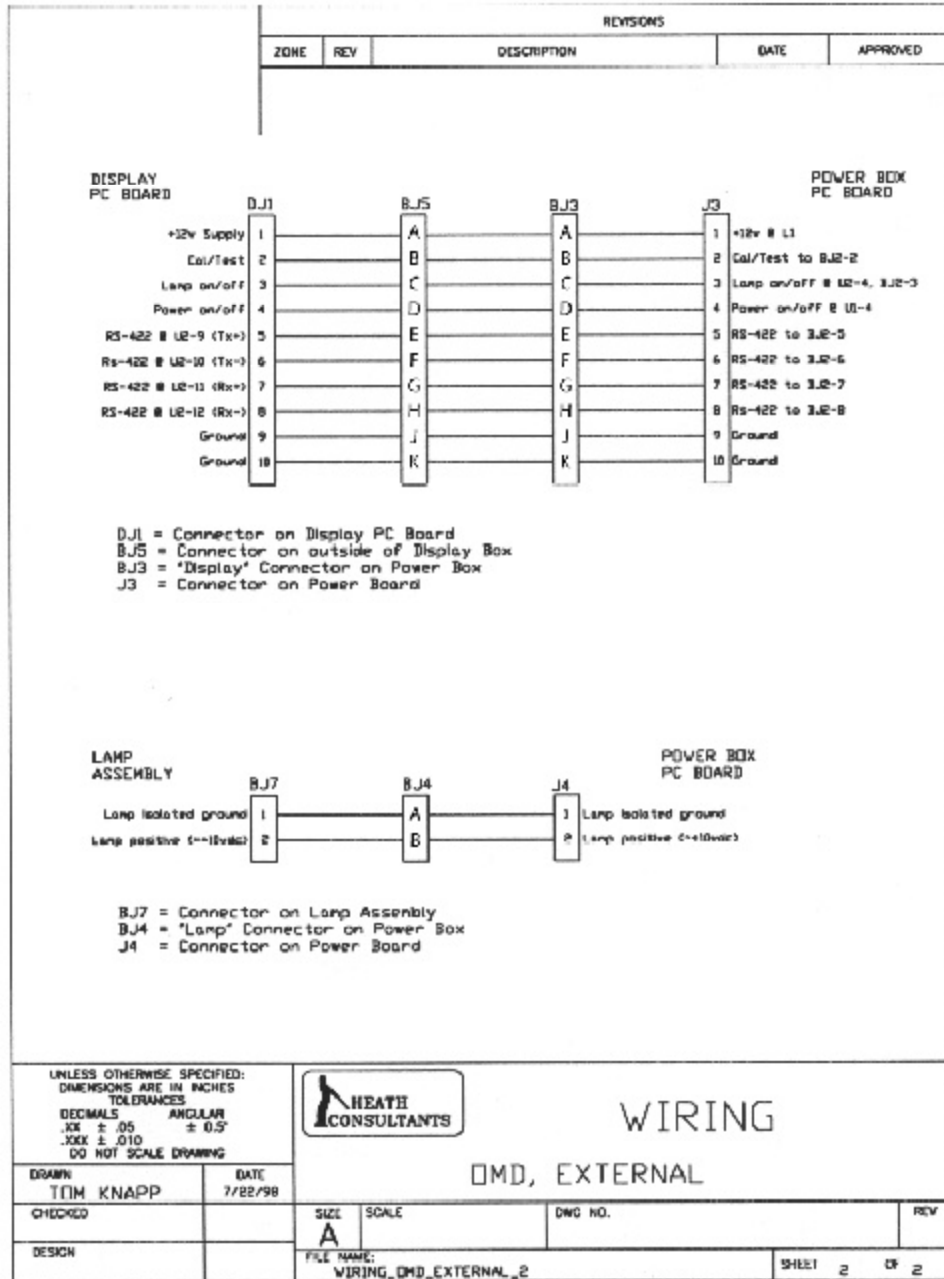 REVISIONS
ZONE REV DESCRIPTION DATE APPROVED
DISPLAY
PC BOARD
POWER BOX
PC BOARD
DJ1 BJ5 BJ3 J3
+12v Supply 1 A A 1 +12v @ L1
Cal/Test 2 B B 2 Cal/Test to BJ2-2
Lamp on/off 3 C C 3 Lamp on/off @ U2-4, BJ2-3
Power on/off 4 D D 4 Power on/off @ U1-4
RS-422 @ U2-9 (Tx+) 5 E E 5 RS-422 to BJ2-5
Rs-422 @ U2-10 (Tx-) 6 F F 6 RS-422 to BJ2-6
RS-422 @ U2-11 (Rx+) 7 G G 7 RS-422 to BJ2-7
RS-422 @ U2-12 (Rx-) 8 H H 8 Rs-422 to BJ2-8
Ground 9 J J 9 Ground
Ground 10 K K 10 Ground
DJ1 = Connector on Display PC Board
BJ5 = Connector on outside of Display Box
BJ3 = "Display" Connector on Power Box
J3 = Connector on Power Board
LAMP
ASSEMBLY
POWER BOX
PC BOARD
BJ7 BJ4 J4
Lamp isolated ground 1 A 1 Lamp isolated ground
Lamp positive (~+10vdc) 2 B 2 Lamp positive (~+10vdc)
BJ7 = Connector on Lamp Assembly
BJ4 = "Lamp" Connector on Power Box
J4 = Connector on Power Board
UNLESS OTHERWISE SPECIFIED:
DIMENSIONS ARE IN INCHES
TOLERANCES
DECIMALS ANGULAR
.XX ± .05 ± 0.5°
.XXX ± .010
DO NOT SCALE DRAWING
HEATH
CONSULTANTS
WIRING
OMD, EXTERNAL
DRAWN DATE
TOM KNAPP 7/22/98
CHECKED
DESIGN
SIZE SCALE DWG NO. REV
A
FILE NAME:
WIRING_OMD_EXTERNAL_2
SHEET 2 OF 2